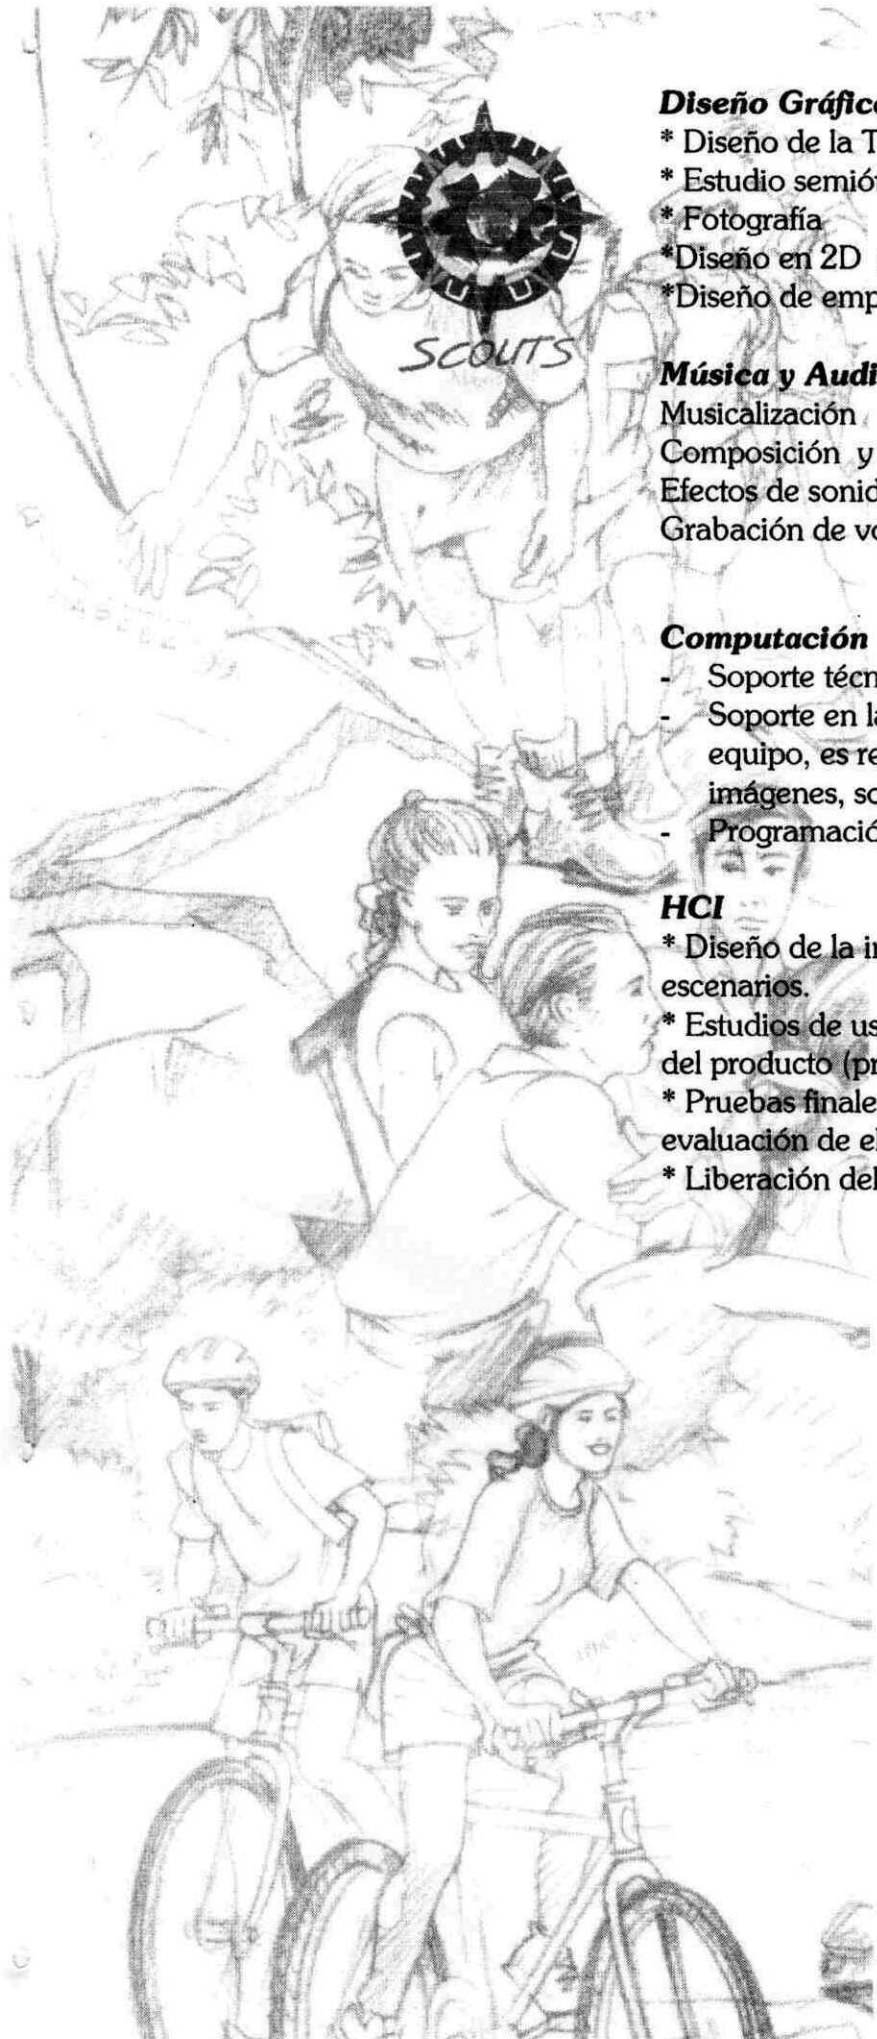 SCOUTS
Diseño Gráfico
* Diseño de la T
* Estudio semió
* Fotografía
*Diseño en 2D
*Diseño de emp
Música y Audi
Musicalización
Composición y
Efectos de sonid
Grabación de vo
Computación
- Soporte técn
- Soporte en la
equipo, es re
imágenes, so
- Programació
HCI
* Diseño de la in
escenarios.
* Estudios de us
del producto (pr
* Pruebas finale
evaluación de el
* Liberación del